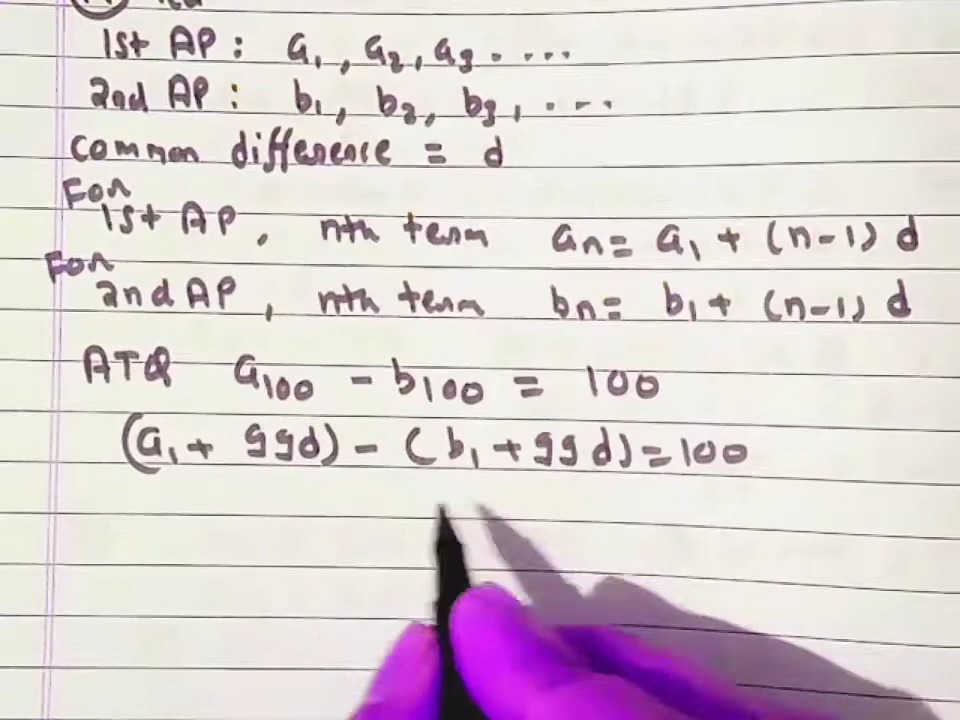 1st AP : a₁, a₂, a₃ . ...
2nd AP : b₁, b₂, b₃, ...
common difference = d
For
1st AP, nth term aₙ = a₁ + (n-1) d
For
2nd AP, nth term bₙ = b₁ + (n-1) d
ATQ a₁₀₀ - b₁₀₀ = 100
(a₁ + 99d) - (b₁ + 99d) = 100